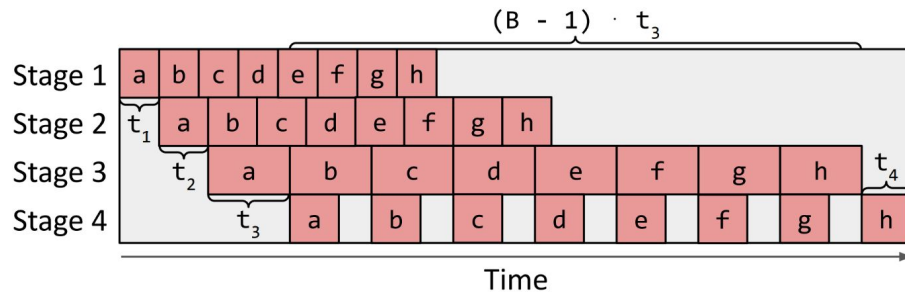 (B - 1) · t₃
Stage 1 a b c d e f g h
t₁
Stage 2 a b c d e f g h
t₂
Stage 3 a b c d e f g h
t₄
t₃
Stage 4 a b c d e f g h
Time